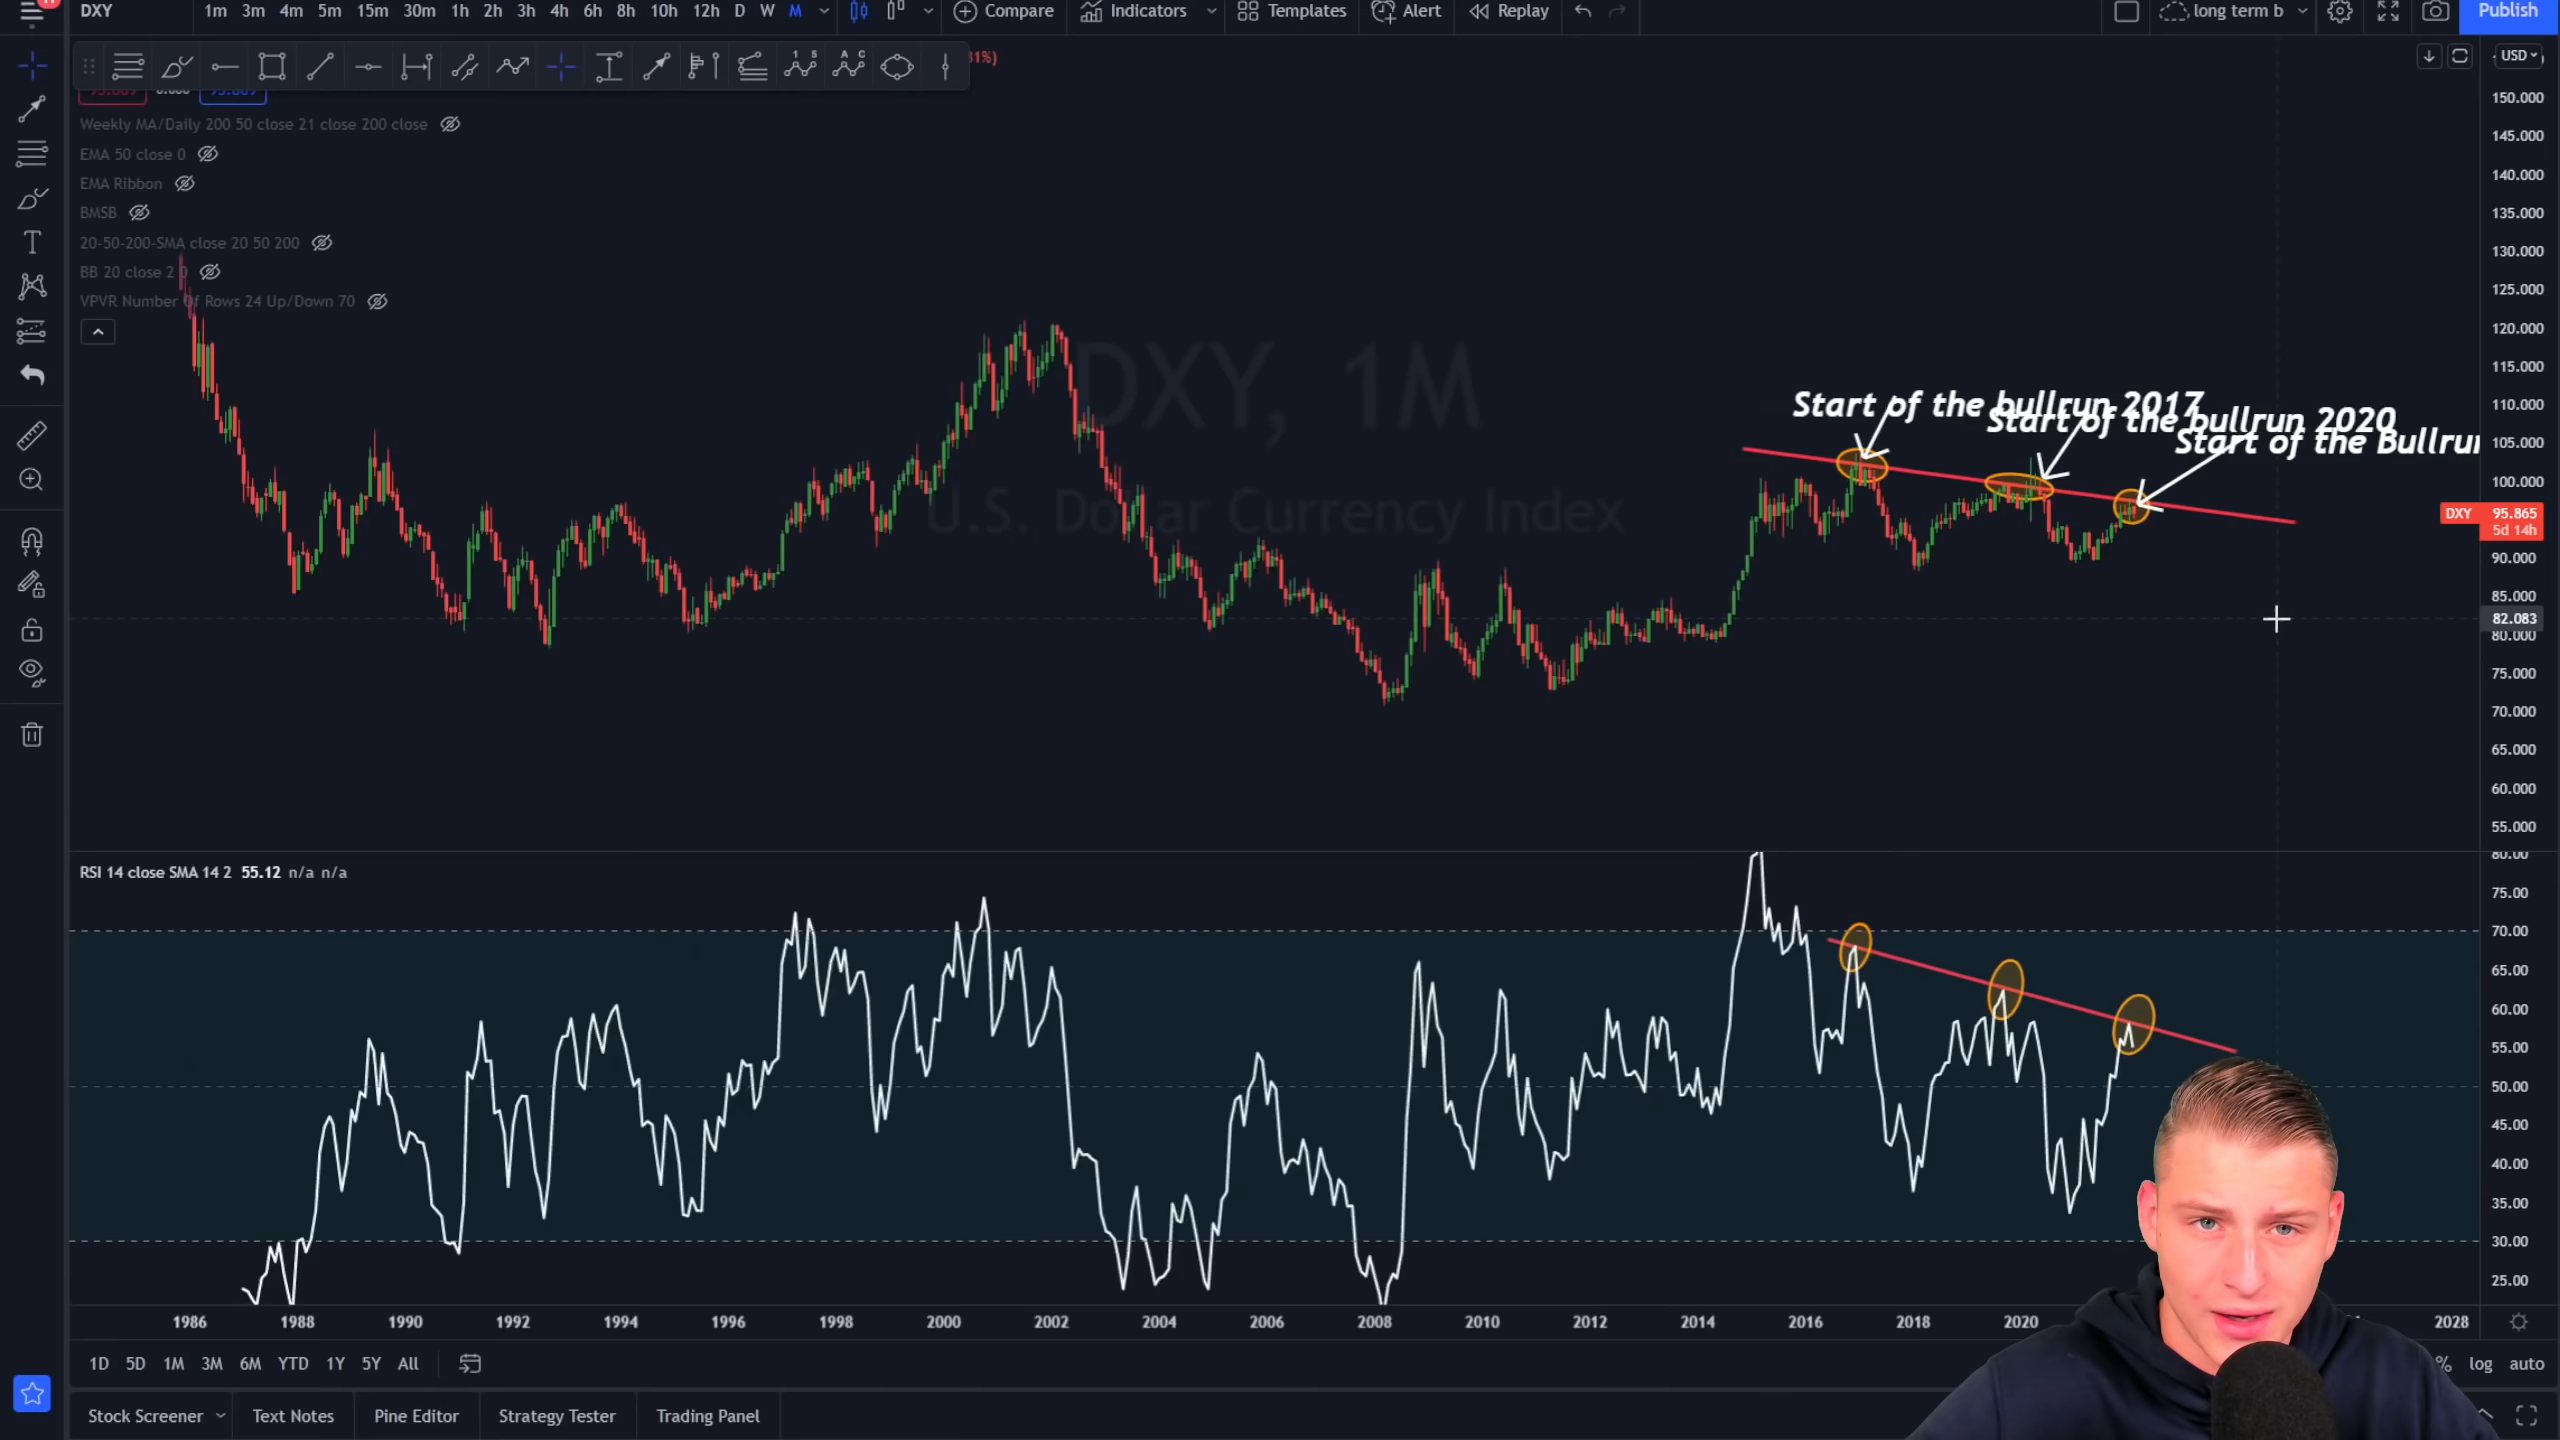 DXY 1m 3m 4m 5m 15m 30m 1h 2h 3h 4h 6h 8h 10h 12h D W M Compare Indicators Templates Alert Replay long term b Publish
81%)
USD
Weekly MA/Daily 200 50 close 21 close 200 close
EMA 50 close 0
EMA Ribbon
BMSB
20-50-200-SMA close 20 50 200
BB 20 close 2 0
VPVR Number Of Rows 24 Up/Down 70
DXY, 1M
U.S. Dollar Currency Index
Start of the bullrun 2017
Start of the bullrun 2020
Start of the Bullrun
150.000
145.000
140.000
135.000
130.000
125.000
120.000
115.000
110.000
105.000
100.000
DXY 95.865
5d 14h
90.000
85.000
82.083
80.000
75.000
70.000
65.000
60.000
55.000
RSI 14 close SMA 14 2 55.12 n/a n/a
80.00
75.00
70.00
65.00
60.00
55.00
50.00
45.00
40.00
35.00
30.00
25.00
1986 1988 1990 1992 1994 1996 1998 2000 2002 2004 2006 2008 2010 2012 2014 2016 2018 2020 2028
1D 5D 1M 3M 6M YTD 1Y 5Y All % log auto
Stock Screener Text Notes Pine Editor Strategy Tester Trading Panel